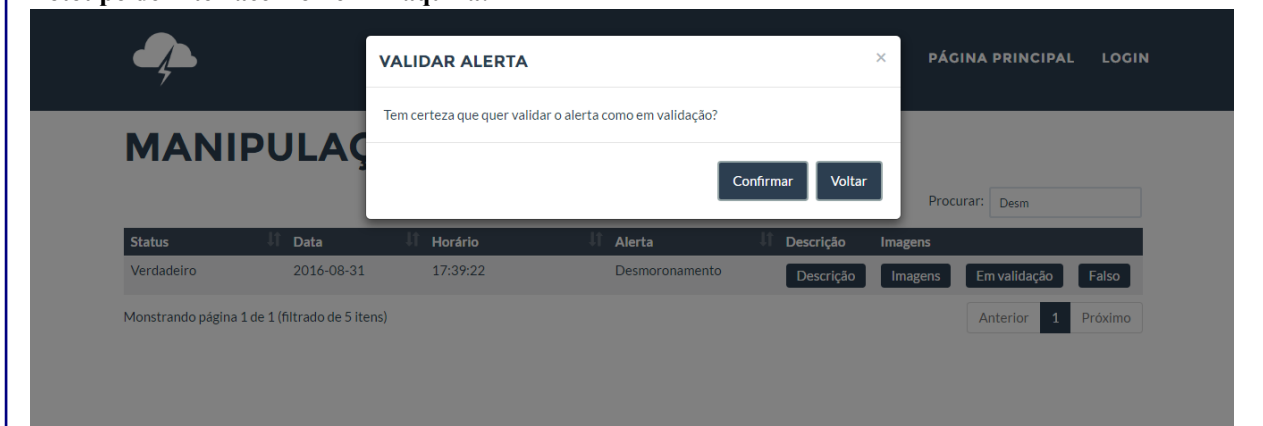 VALIDAR ALERTA ×
PÁGINA PRINCIPAL LOGIN
Tem certeza que quer validar o alerta como em validação?
Confirmar Voltar
Procurar: Desm
Status Data Horário Alerta Descrição Imagens
Verdadeiro 2016-08-31 17:39:22 Desmoronamento Descrição Imagens Em validação Falso
Monstrando página 1 de 1 (filtrado de 5 itens) Anterior 1 Próximo